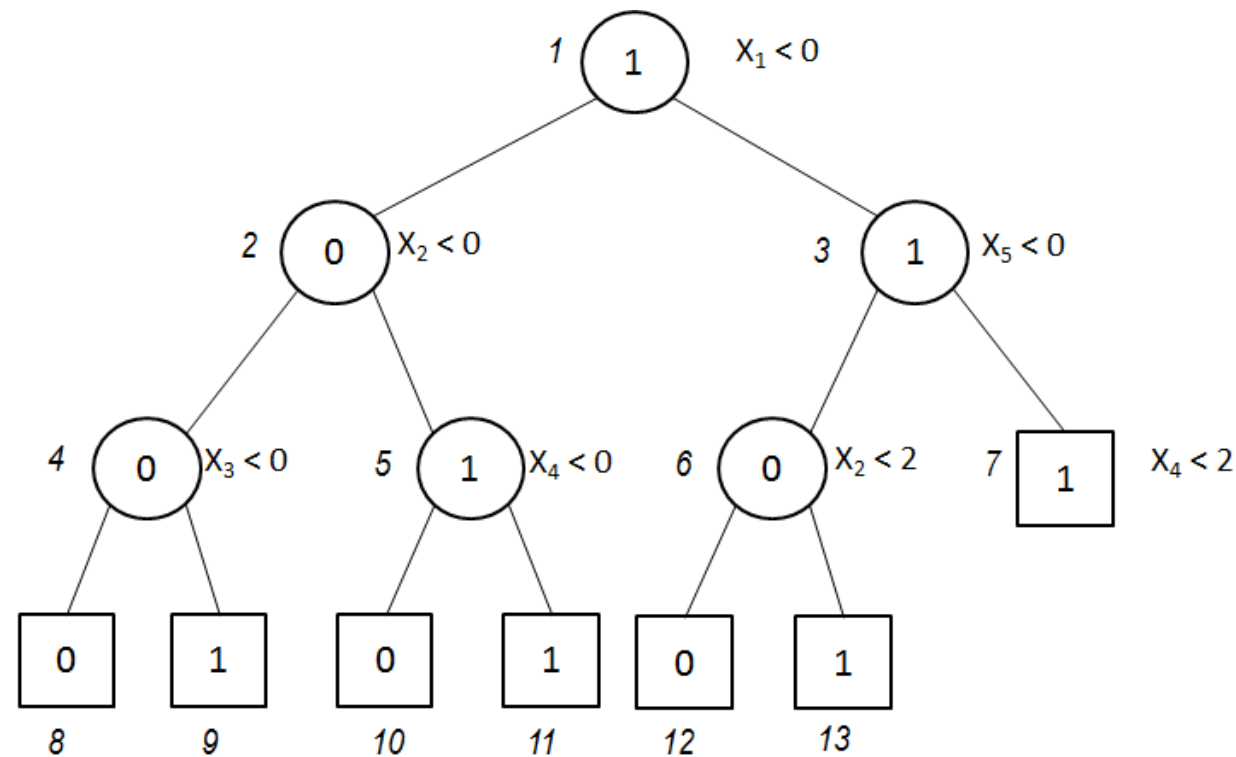 1 1 X₁ < 0
2 0 X₂ < 0 3 1 X₅ < 0
4 0 X₃ < 0 5 1 X₄ < 0 6 0 X₂ < 2 7 1 X₄ < 2
0 1 0 1 0 1
8 9 10 11 12 13